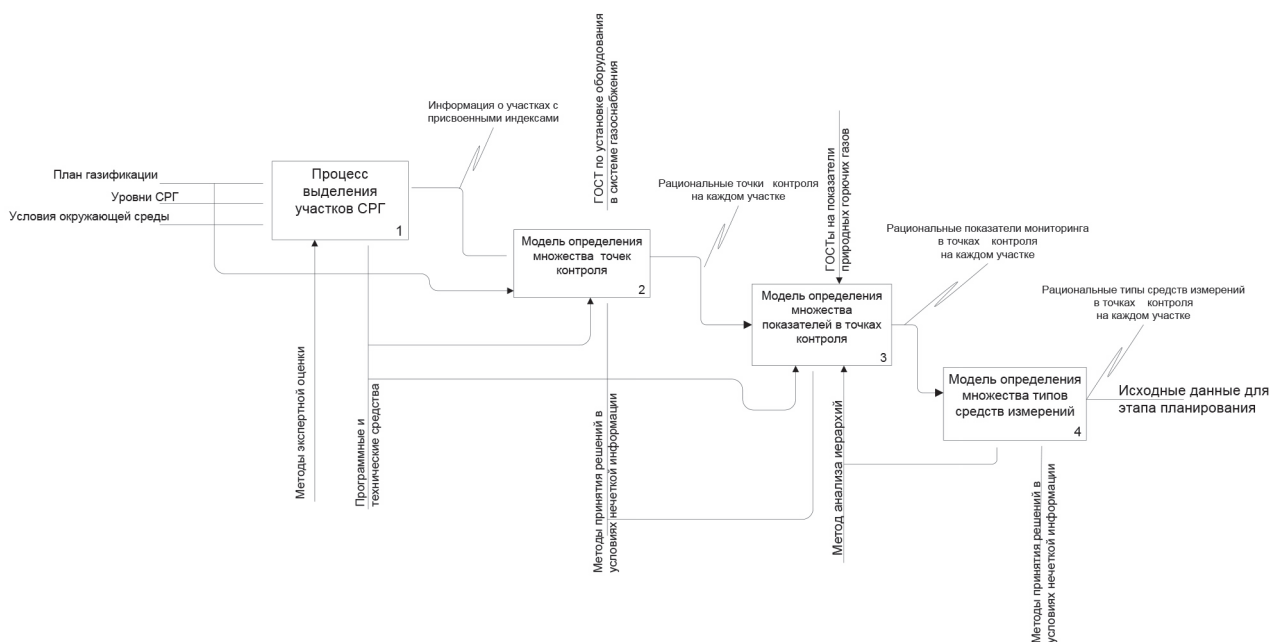 Информация о участках с
присвоенными индексами
ГОСТ по установке оборудования
в системе газоснабжения
План газификации
Уровни СРГ
Условия окружающей среды
Процесс
выделения
участков СРГ
1
Рациональные точки контроля
на каждом участке
ГОСТы на показатели
природных горючих газов
Модель определения
множества точек
контроля
2
Рациональные показатели мониторинга
в точках контроля
на каждом участке
Модель определения
множества
показателей в точках
контроля
3
Рациональные типы средств измерений
в точках контроля
на каждом участке
Модель определения
множества типов
средств измерений
4
Исходные данные для
этапа планирования
Методы экспертной оценки
Программные и
технические средства
Методы принятия решений в
условиях нечеткой информации
Метод анализа иерархий
Методы принятия решений в
условиях нечеткой информации